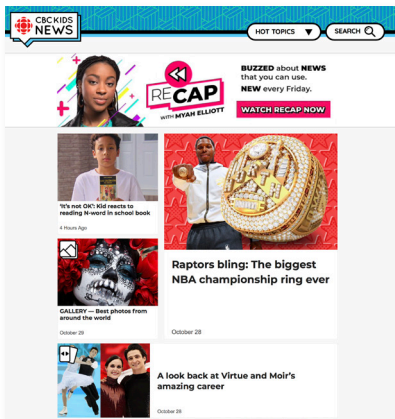 CBC KIDS
NEWS
HOT TOPICS
SEARCH
RECAP
WITH MYAH ELLIOTT
BUZZED about NEWS
that you can use.
NEW every Friday.
WATCH RECAP NOW
'It's not OK': Kid reacts to
reading N-word in school book
4 Hours Ago
Raptors bling: The biggest
NBA championship ring ever
October 28
GALLERY — Best photos from
around the world
October 29
A look back at Virtue and Moir's
amazing career
October 28